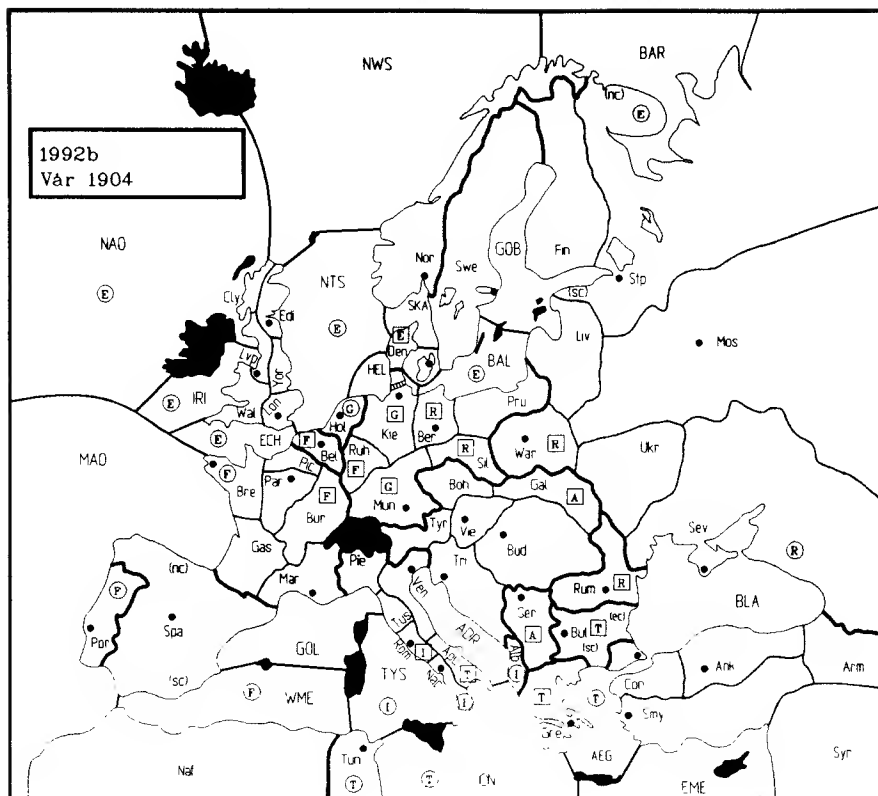 NWS
BAR
(nc)
E
1992b
Vår 1904
NAO
E
NTS
Nor
Swe
GOB
Fin
Stp
(sc)
Cly
Edi
SKA
E
E
Den
Liv
Mos
Lvp
Yor
HEL
BAL
E
IRI
E
Wal
Lon
Hol
G
G
Kie
R
Ber
Pru
War
R
Ukr
MAO
E
ECH
F
Bel
Ruh
F
R
Sil
F
Bre
Pic
Par
F
Bur
G
Mun
Boh
Gal
A
Gas
Tyr
Vie
Bud
Sev
R
Mar
Pie
Ven
Tri
Rum
R
BLA
(nc)
F
Por
Spa
GOL
Tus
ADR
Ser
A
Bul
T
(ec)
(sc)
Rom
I
Apu
Alb
Con
Ank
Arm
(sc)
F
WME
TYS
I
Nap
T
I
I
T
T
Gre
Smy
AEG
Syr
Naf
Tun
T
T
EME